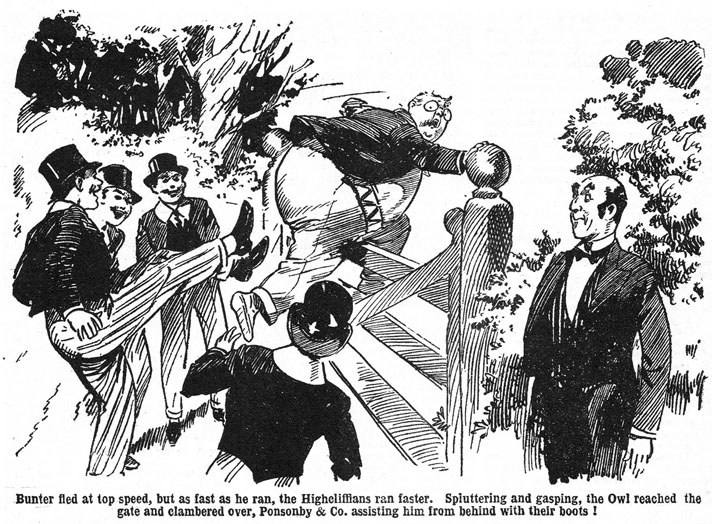 Bunter fled at top speed, but as fast as he ran, the Highcliffians ran faster. Spluttering and gasping, the Owl reached the
gate and clambered over, Ponsonby & Co. assisting him from behind with their boots !